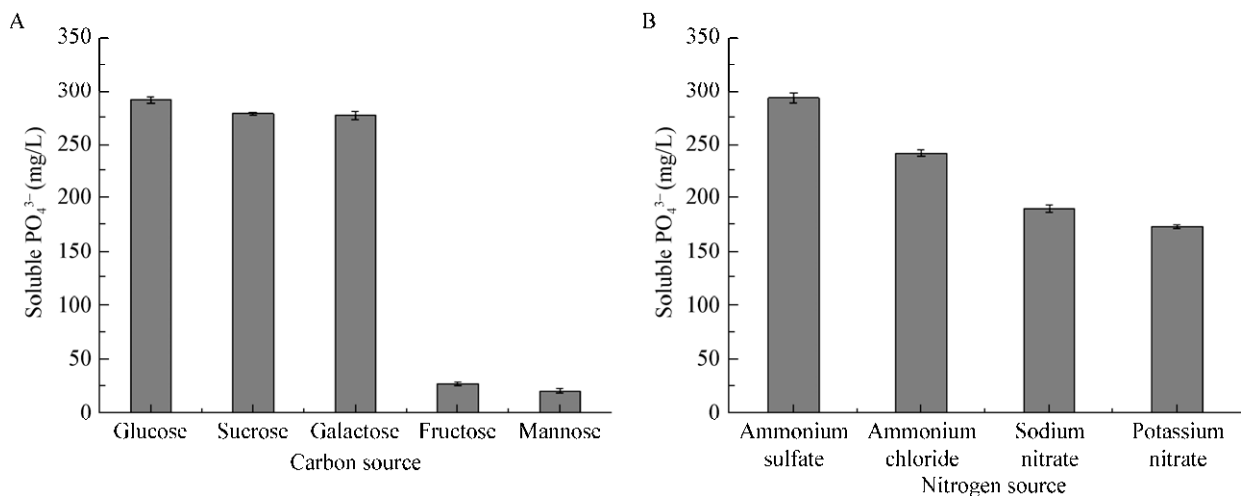 A
350
300
250
200
150
100
50
0
Soluble PO₄³⁻ (mg/L)
Glucose Sucrose Galactose Fructose Mannose
Carbon source
B
350
300
250
200
150
100
50
0
Soluble PO₄³⁻ (mg/L)
Ammonium sulfate
Ammonium chloride
Sodium nitrate
Potassium nitrate
Nitrogen source